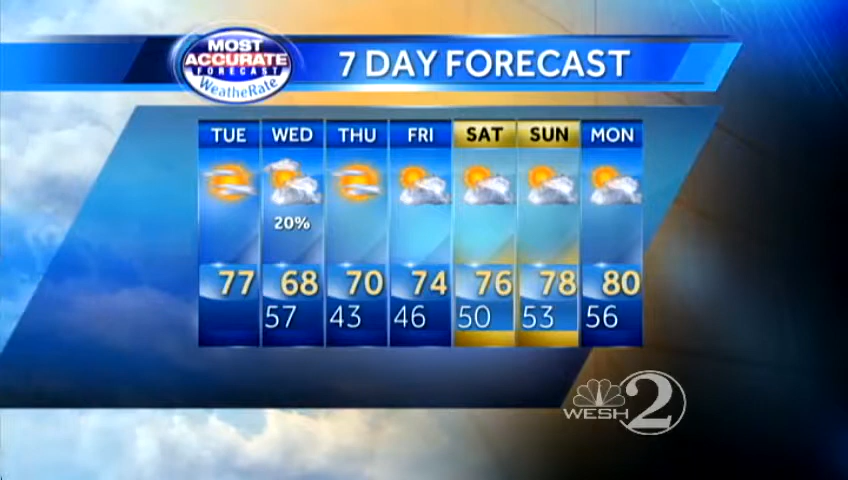 MOST
ACCURATE
FORECAST
WeatheRate
7 DAY FORECAST
TUE WED THU FRI SAT SUN MON
20%
77 68 70 74 76 78 80
57 43 46 50 53 56
WESH 2